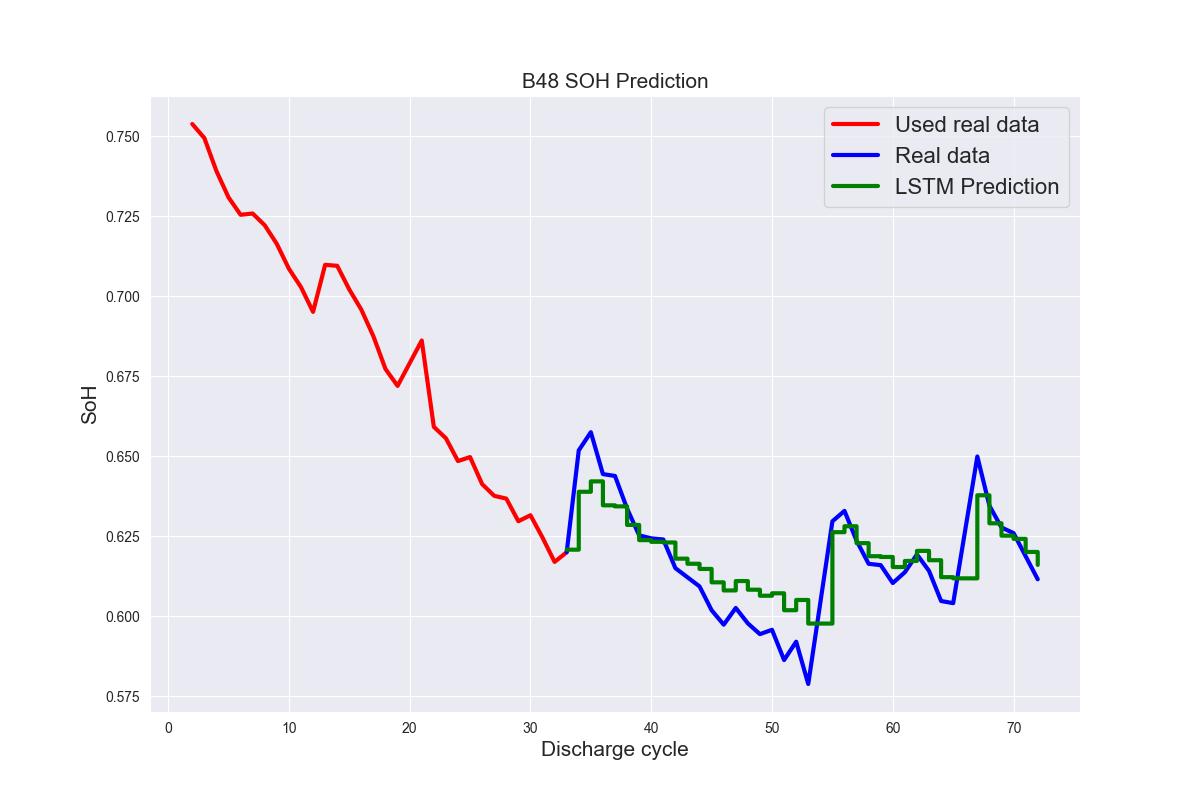 B48 SOH Prediction
Used real data
Real data
LSTM Prediction
0.750
0.725
0.700
0.675
0.650
0.625
0.600
0.575
SoH
0
10
20
30
40
50
60
70
Discharge cycle